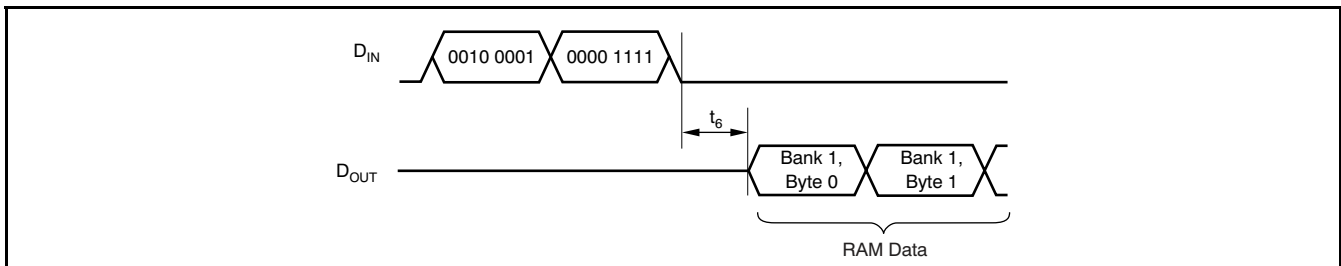 DIN
0010 0001
0000 1111
t6
DOUT
Bank 1,
Byte 0
Bank 1,
Byte 1
RAM Data